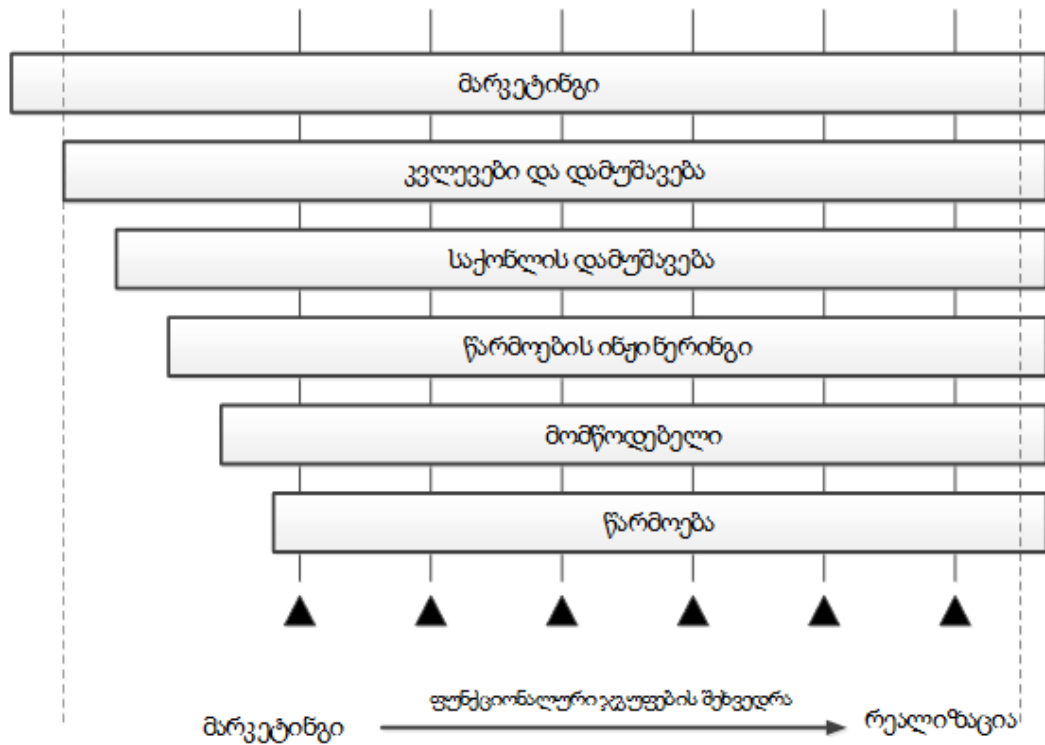 მარკეტინგი
კვლევები და დამუშავება
საქონლის დამუშავება
წარმოების ინჟინერინგი
მომწოდებელი
წარმოება
ფუნქციონალური ჯგუფების შეხვედრა
მარკეტინგი
რეალიზაცია